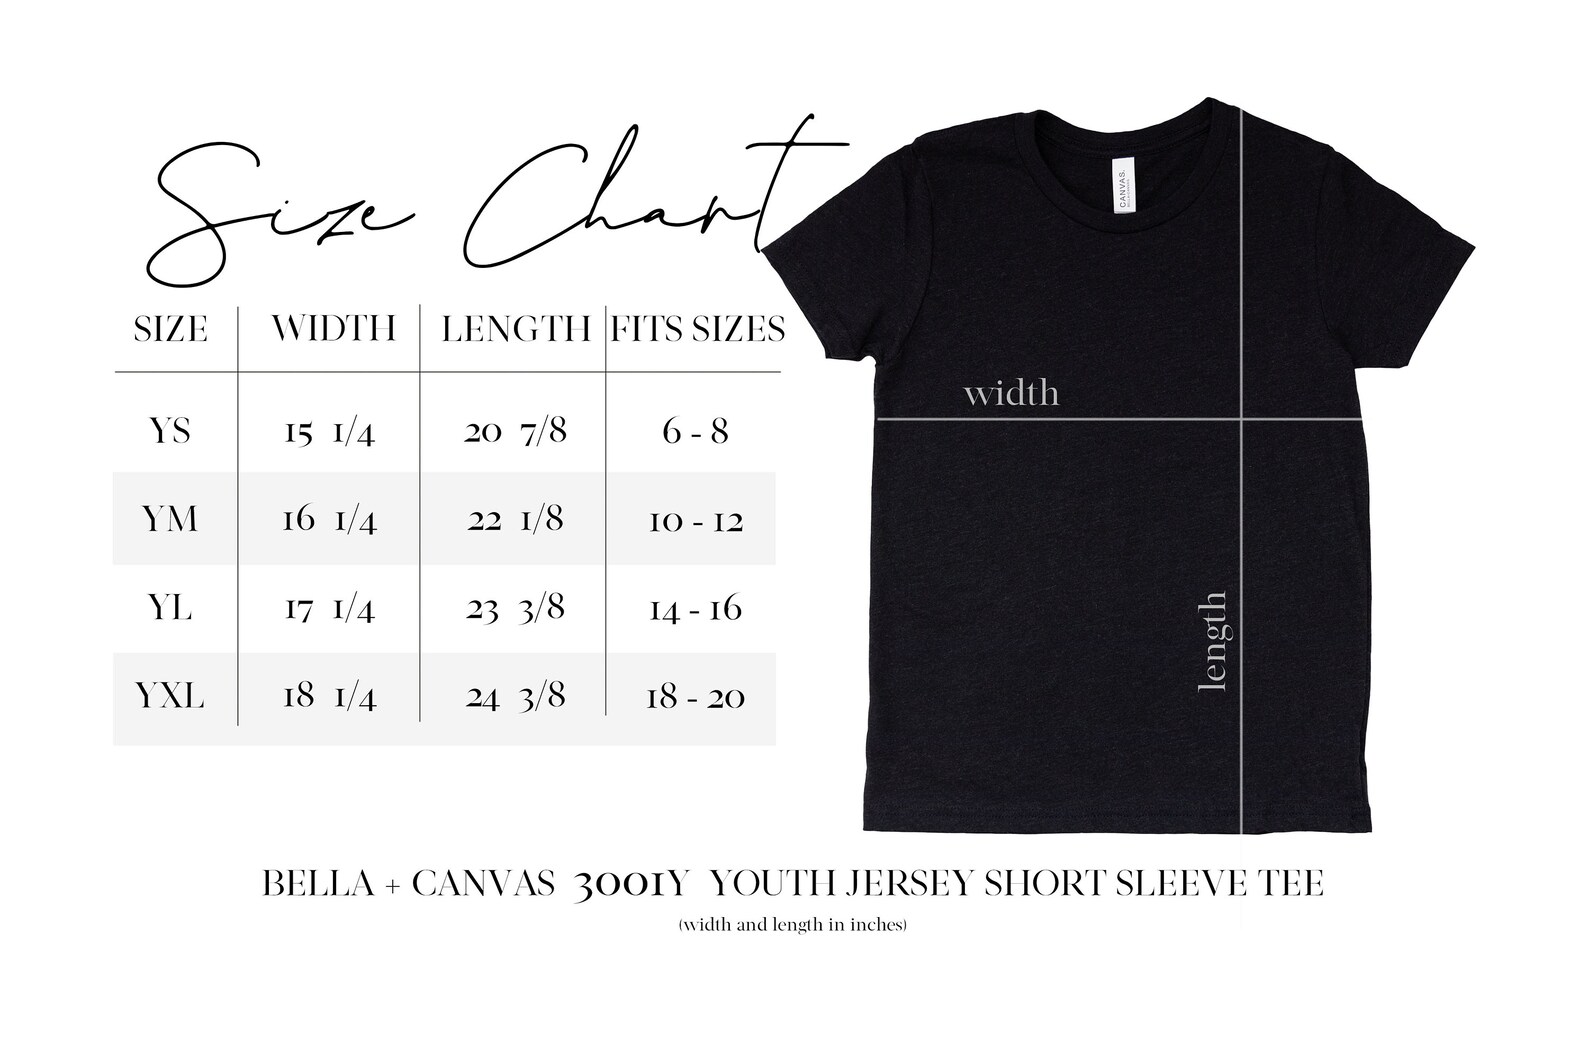 Size Chart
SIZE WIDTH LENGTH FITS SIZES
YS 15 1/4 20 7/8 6 - 8
YM 16 1/4 22 1/8 10 - 12
YL 17 1/4 23 3/8 14 - 16
YXL 18 1/4 24 3/8 18 - 20
CANVAS.
width
length
BELLA + CANVAS 3001Y YOUTH JERSEY SHORT SLEEVE TEE
(width and length in inches)